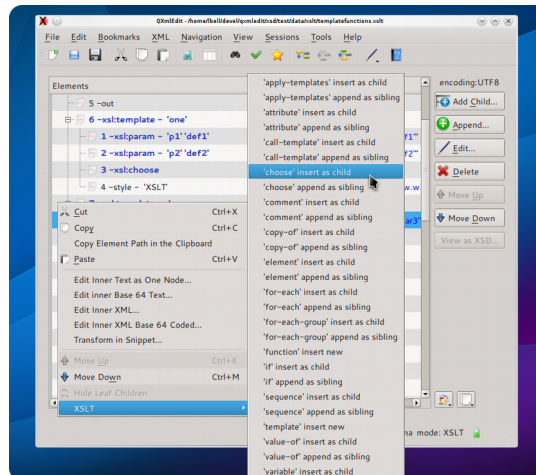 QXmlEdit - /home/lbell/devel/qxmledit/xsd/test/data/xslt/templatefunctions.xslt
File Edit Bookmarks XML Navigation View Sessions Tools Help
Elements
5 -out
6 -xsl:template - 'one'
1 -xsl:param - 'p1''def1'
2 -xsl:param - 'p2''def2'
3 -xsl:choose
4 -style - 'XSLT'
Cut Ctrl+X
Copy Ctrl+C
Copy Element Path in the Clipboard
Paste Ctrl+V
Edit Inner Text as One Node...
Edit inner Base 64 Text...
Edit Inner XML...
Edit Inner XML Base 64 Coded...
Transform in Snippet...
Move Up Ctrl+K
Move Down Ctrl+M
Hide Leaf Children
XSLT
'apply-templates' insert as child
'apply-templates' append as sibling
'attribute' insert as child
'attribute' append as sibling
'call-template' insert as child
'call-template' append as sibling
'choose' insert as child
'choose' append as sibling
'comment' insert as child
'comment' append as sibling
'copy-of' insert as child
'copy-of' append as sibling
'element' insert as child
'element' append as sibling
'for-each' insert as child
'for-each' append as sibling
'for-each-group' insert as child
'for-each-group' append as sibling
'function' insert new
'if' insert as child
'if' append as sibling
'sequence' insert as child
'sequence' append as sibling
'template' insert new
'value-of' insert as child
'value-of' append as sibling
'variable' insert as child
f1"
f2"
w.w
ar3"
encoding:UTF8
Add Child...
Append...
Edit...
Delete
Move Up
Move Down
View as XSD...
na mode: XSLT